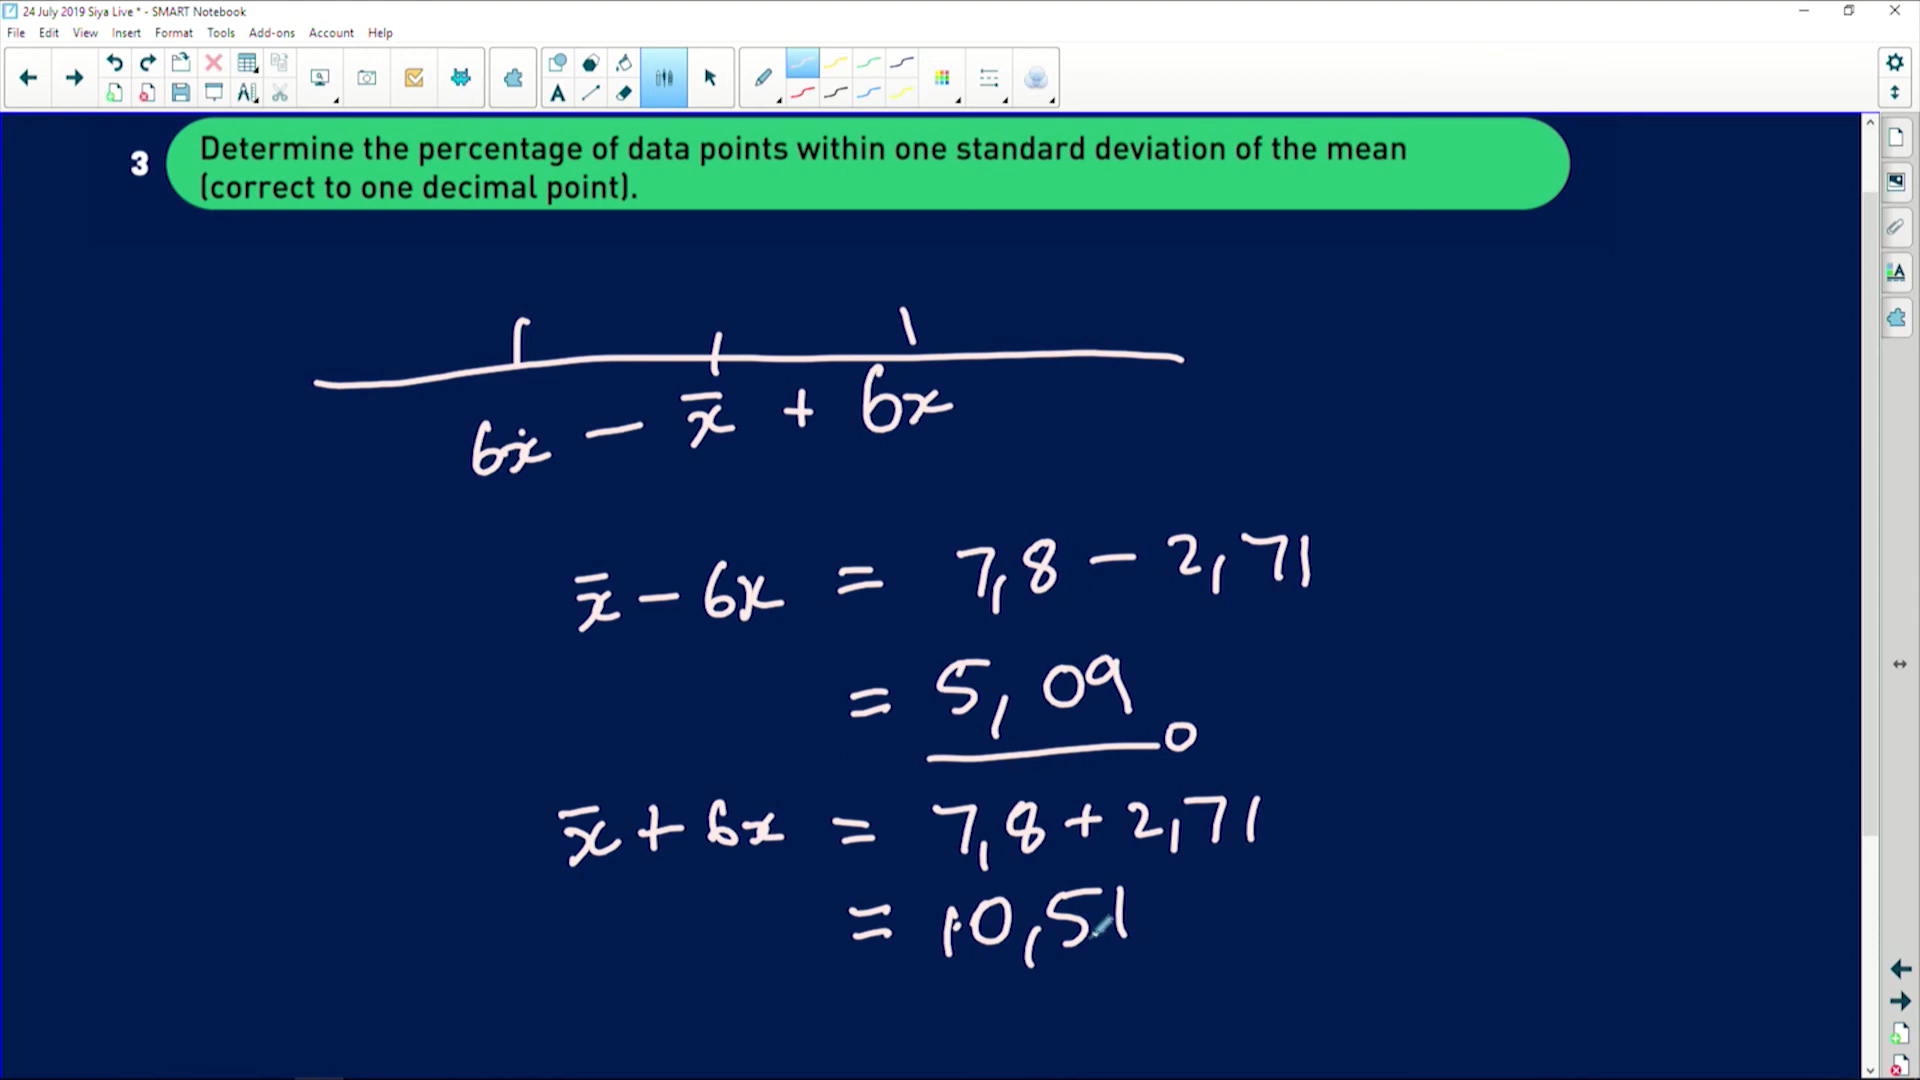 24 July 2019 Siya Live * - SMART Notebook
File Edit View Insert Format Tools Add-ons Account Help
3
Determine the percentage of data points within one standard deviation of the mean
(correct to one decimal point).
6x - x̄ + 6x
x̄ - 6x = 7,8 - 2,71
= 5,09
x̄ + 6x = 7,8 + 2,71
= 10,51